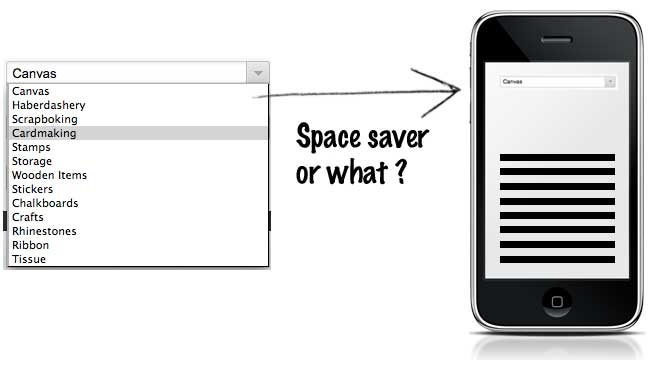 Canvas
Canvas
Haberdashery
Scrapboking
Cardmaking
Stamps
Storage
Wooden Items
Stickers
Chalkboards
Crafts
Rhinestones
Ribbon
Tissue
Space saver
or what ?
Canvas